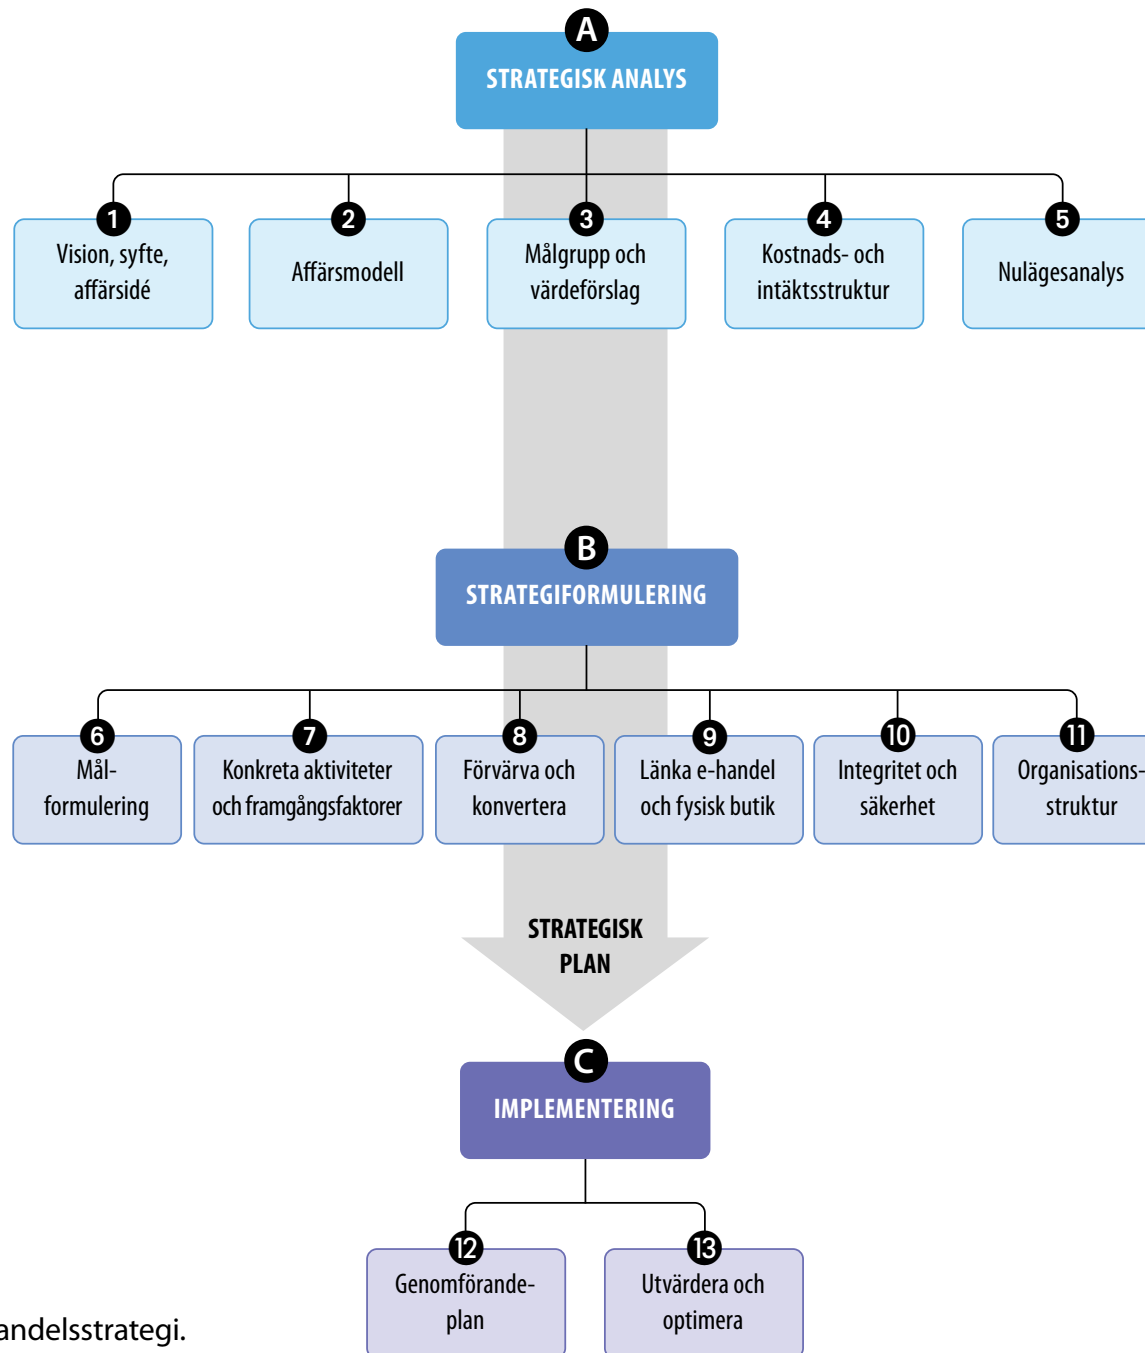 A
STRATEGISK ANALYS
1
Vision, syfte,
affärsidé
2
Affärsmodell
3
Målgrupp och
värdeförslag
4
Kostnads- och
intäktsstruktur
5
Nulägesanalys
B
STRATEGIFORMULERING
6
Mål-
formulering
7
Konkreta aktiviteter
och framgångsfaktorer
8
Förvärva och
konvertera
9
Länka e-handel
och fysisk butik
10
Integritet och
säkerhet
11
Organisations-
struktur
STRATEGISK
PLAN
C
IMPLEMENTERING
12
Genomförande-
plan
13
Utvärdera och
optimera
andelsstrategi.